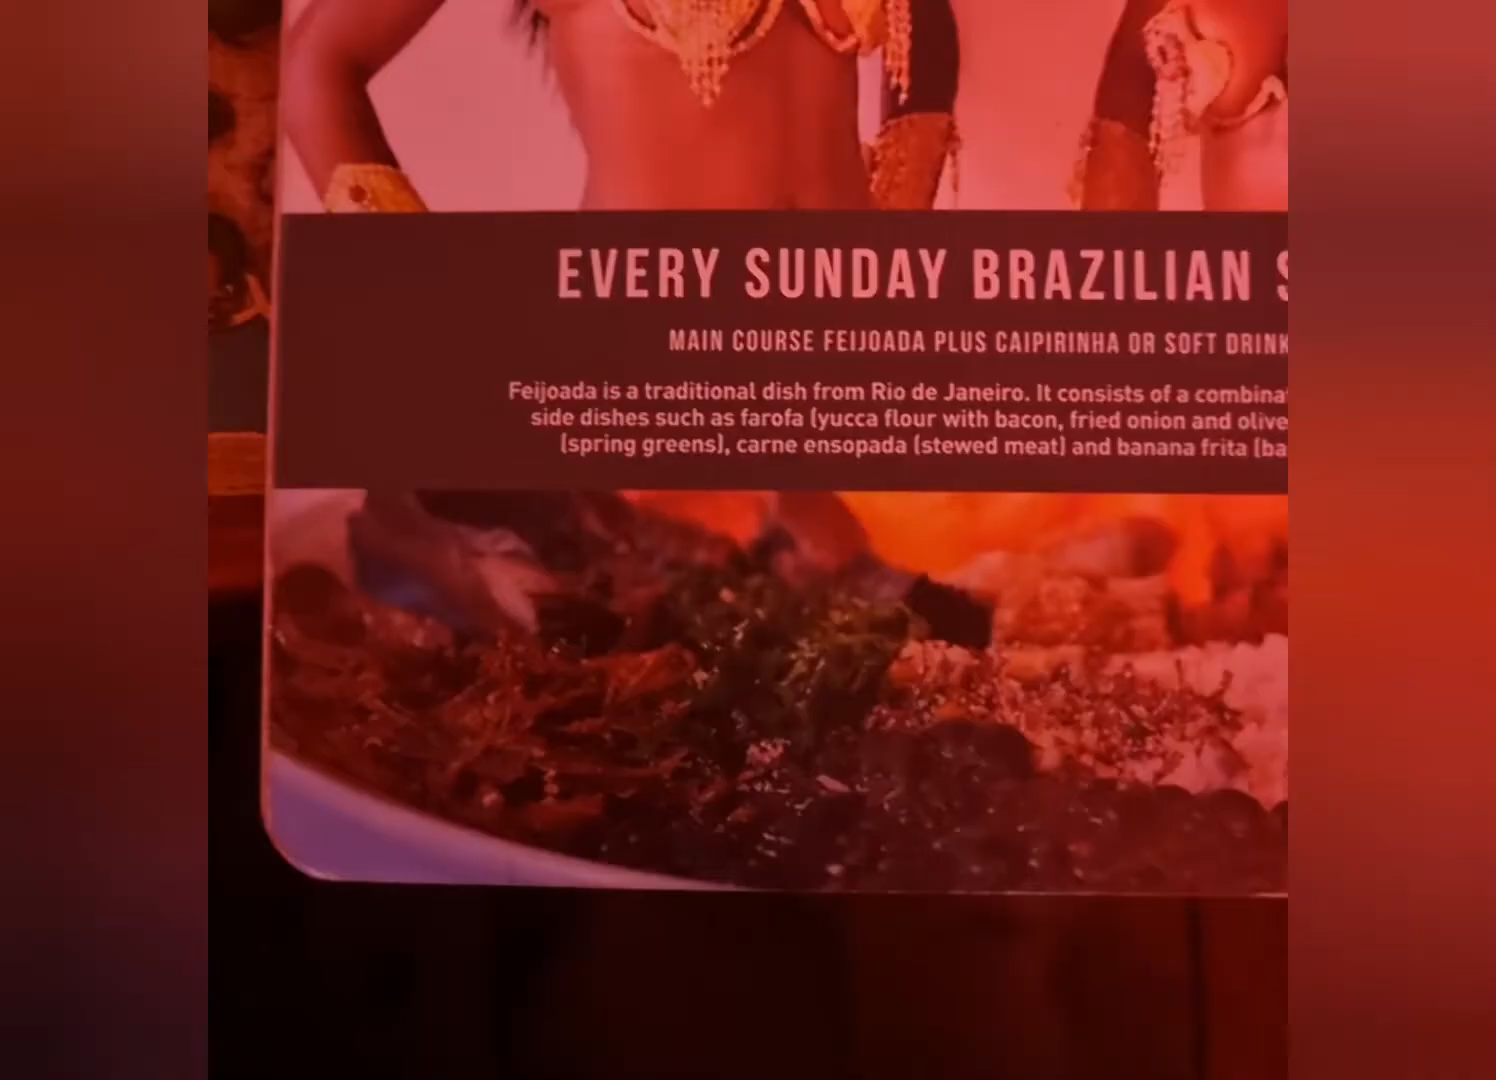 EVERY SUNDAY BRAZILIAN
MAIN COURSE FEIJOADA PLUS CAIPIRINHA OR SOFT DRINK
Feijoada is a traditional dish from Rio de Janeiro. It consists of a
side dishes such as farofa (yucca flour with bacon, fried onion and olive
(spring greens), carne ensopada (stewed meat) and banana frita